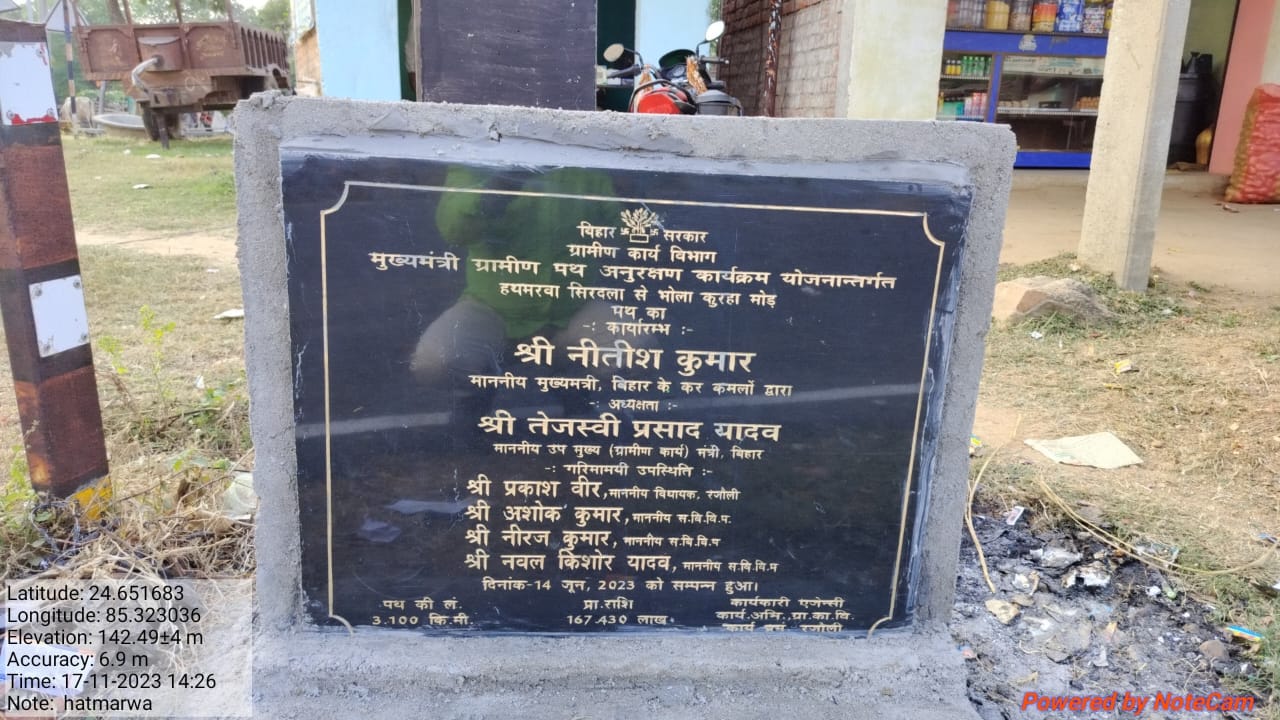 बिहार सरकार
ग्रामीण कार्य विभाग
मुख्यमंत्री ग्रामीण पथ अनुरक्षण कार्यक्रम योजनान्तर्गत
हयमरवा सिरदला से भोला कुरहा मोड़
पथ का
-: कार्यारम्भ :-
श्री नीतीश कुमार
माननीय मुख्यमंत्री, बिहार के कर कमलों द्वारा
-: अध्यक्षता :-
श्री तेजस्वी प्रसाद यादव
माननीय उप मुख्य (ग्रामीण कार्य) मंत्री, बिहार
-: गरिमामयी उपस्थिति :-
श्री प्रकाश वीर, माननीय विधायक, रजौली
श्री अशोक कुमार, माननीय स.वि.वि.प.
श्री नीरज कुमार, माननीय स.वि.वि.प
श्री नवल किशोर यादव, माननीय स.वि.वि.प
दिनांक-14 जून, 2023 को सम्पन्न हुआ।
पथ की लं. प्रा.राशि कार्यकारी एजेन्सी
3.100 कि.मी. 167.430 लाख कार्य.अभि.,ग्रा.का.वि.
रजौली
Latitude: 24.651683
Longitude: 85.323036
Elevation: 142.49±4 m
Accuracy: 6.9 m
Time: 17-11-2023 14:26
Note: hatmarwa
Powered by NoteCam